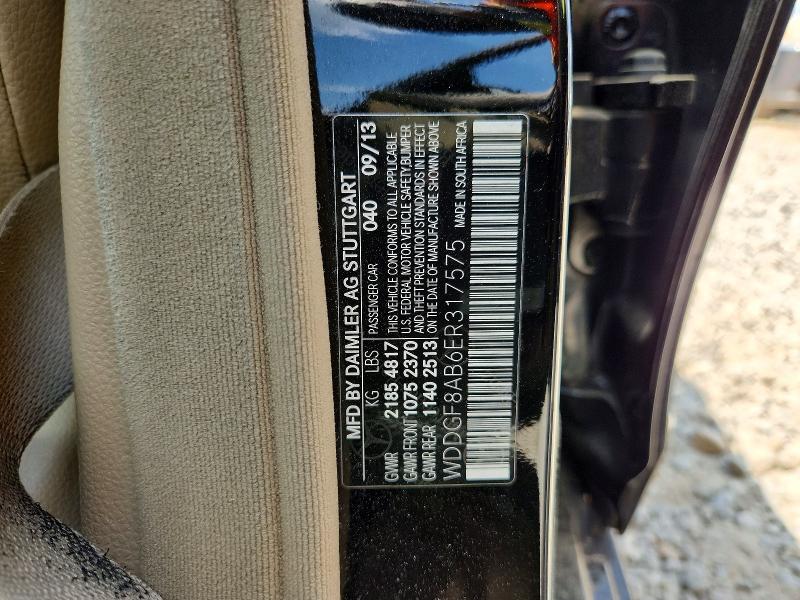 MFD BY DAIMLER AG STUTTGART
PASSENGER CAR 040 09/13
KG LBS
GVWR 2185 4817
GAWR FRONT 1075 2370
GAWR REAR 1140 2513
THIS VEHICLE CONFORMS TO ALL APPLICABLE
U.S. FEDERAL MOTOR VEHICLE SAFETY,BUMPER
AND THEFT PREVENTION STANDARDS IN EFFECT
ON THE DATE OF MANUFACTURE SHOWN ABOVE
WDDGF8AB6ER317575 MADE IN SOUTH AFRICA